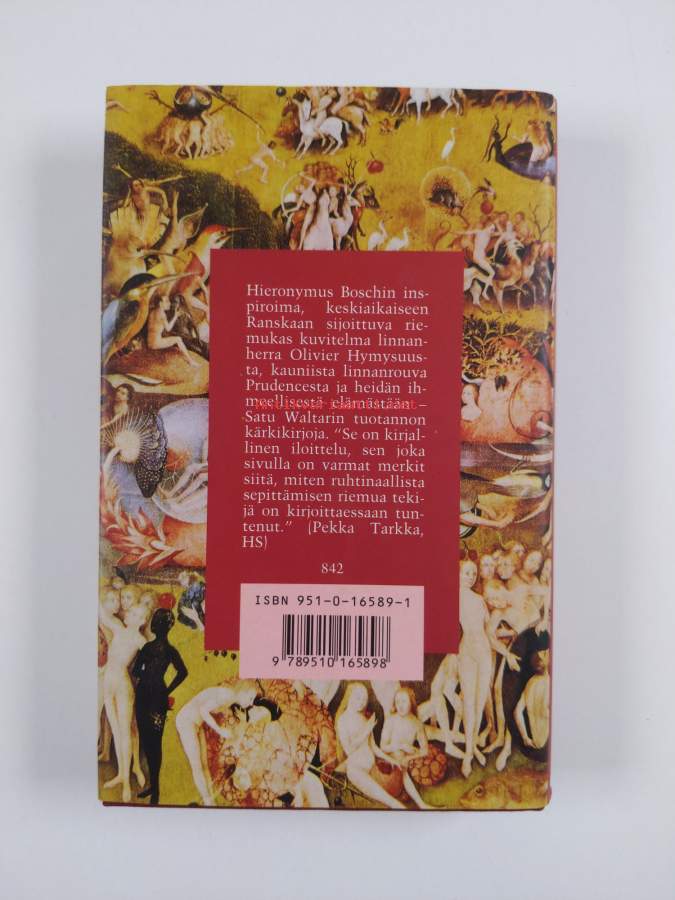 Hieronymus Boschin ins-
piroima, keskiaikaiseen
Ranskaan sijoittuva rie-
mukas kuvitelma linnan-
herra Olivier Hymysuus-
ta, kauniista linnanrouva
Prudencesta ja heidän ih-
meellisestä elämästään –
Satu Waltarin tuotannon
kärkikirjoja. “Se on kirjal-
linen iloittelu, sen joka
sivulla on varmat merkit
siitä, miten ruhtinaallista
sepittämisen riemua teki-
jä on kirjoittaessaan tun-
tenut.” (Pekka Tarkka,
HS)
842
ISBN 951-0-16589-1
9 789510 165898